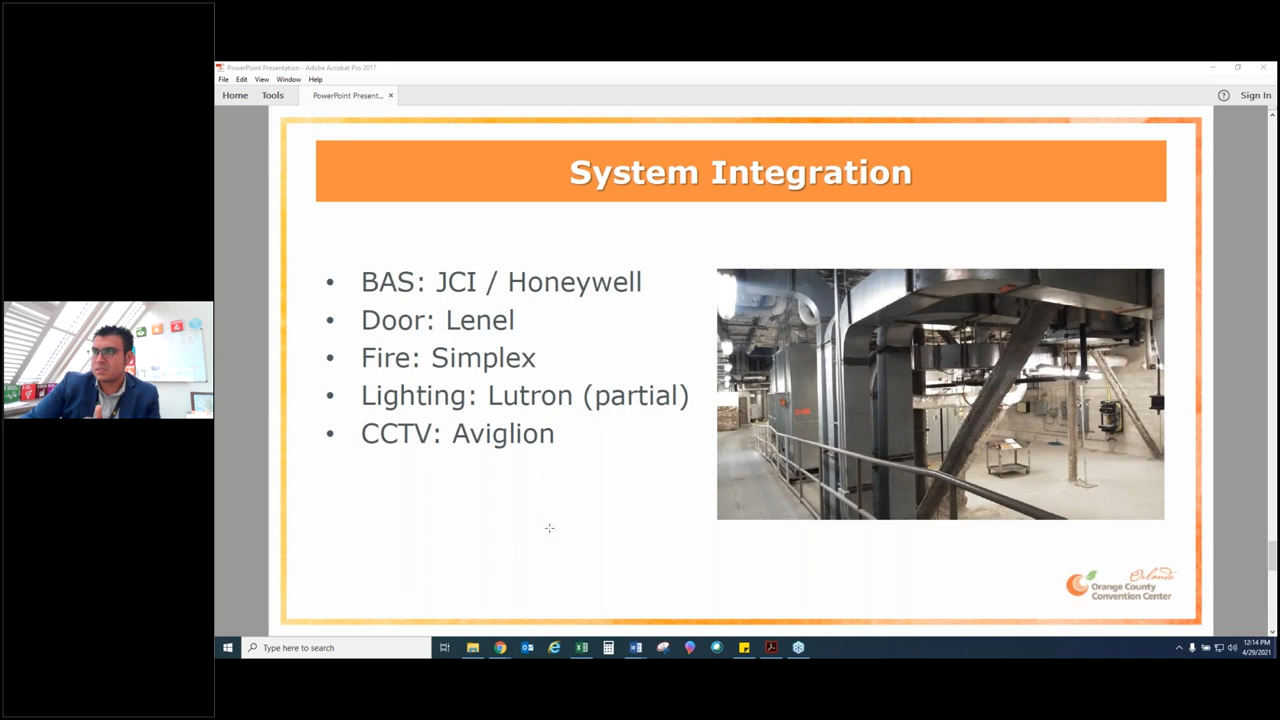 PowerPoint Presentation - Adobe Acrobat Pro 2017
File Edit View Window Help
Home Tools PowerPoint Present... × Sign In
System Integration
• BAS: JCI / Honeywell
• Door: Lenel
• Fire: Simplex
• Lighting: Lutron (partial)
• CCTV: Aviglion
Orlando
Orange County
Convention Center
Type here to search
12:14 PM
4/29/2021